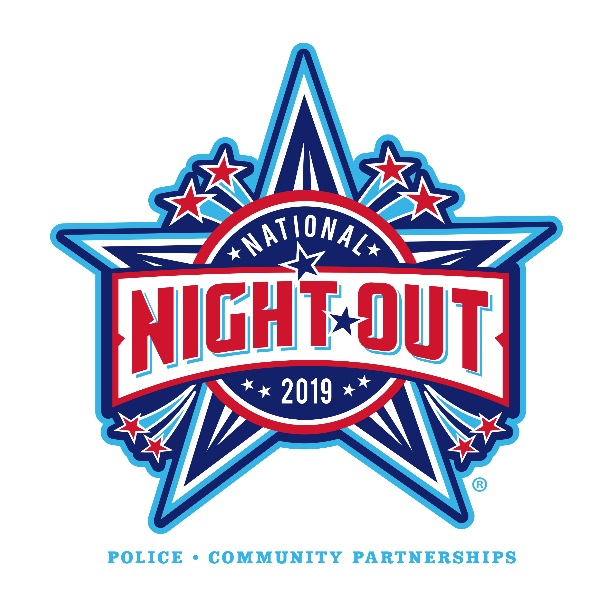 NATIONAL
NIGHT OUT
2019
®
POLICE • COMMUNITY PARTNERSHIPS